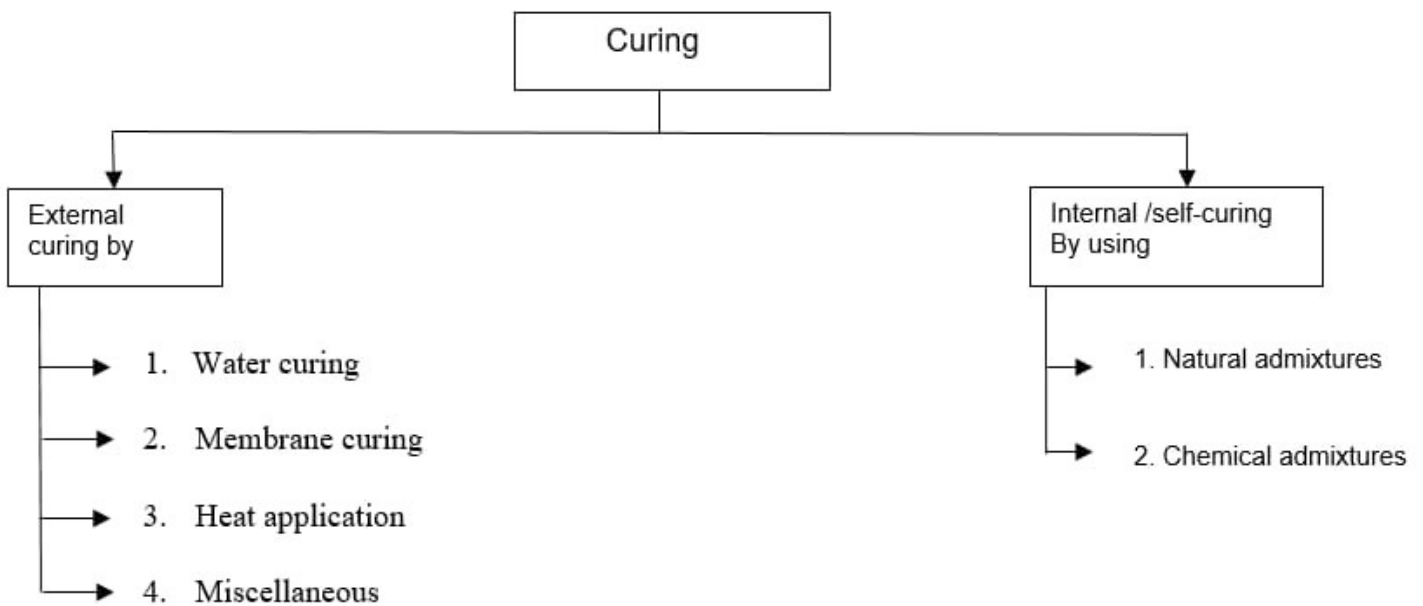 Curing
External
curing by
1. Water curing
2. Membrane curing
3. Heat application
4. Miscellaneous
Internal /self-curing
By using
1. Natural admixtures
2. Chemical admixtures